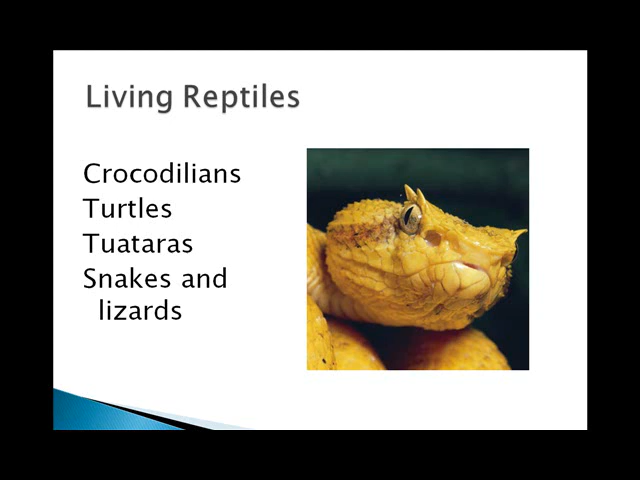 Living Reptiles
Crocodilians
Turtles
Tuataras
Snakes and
lizards